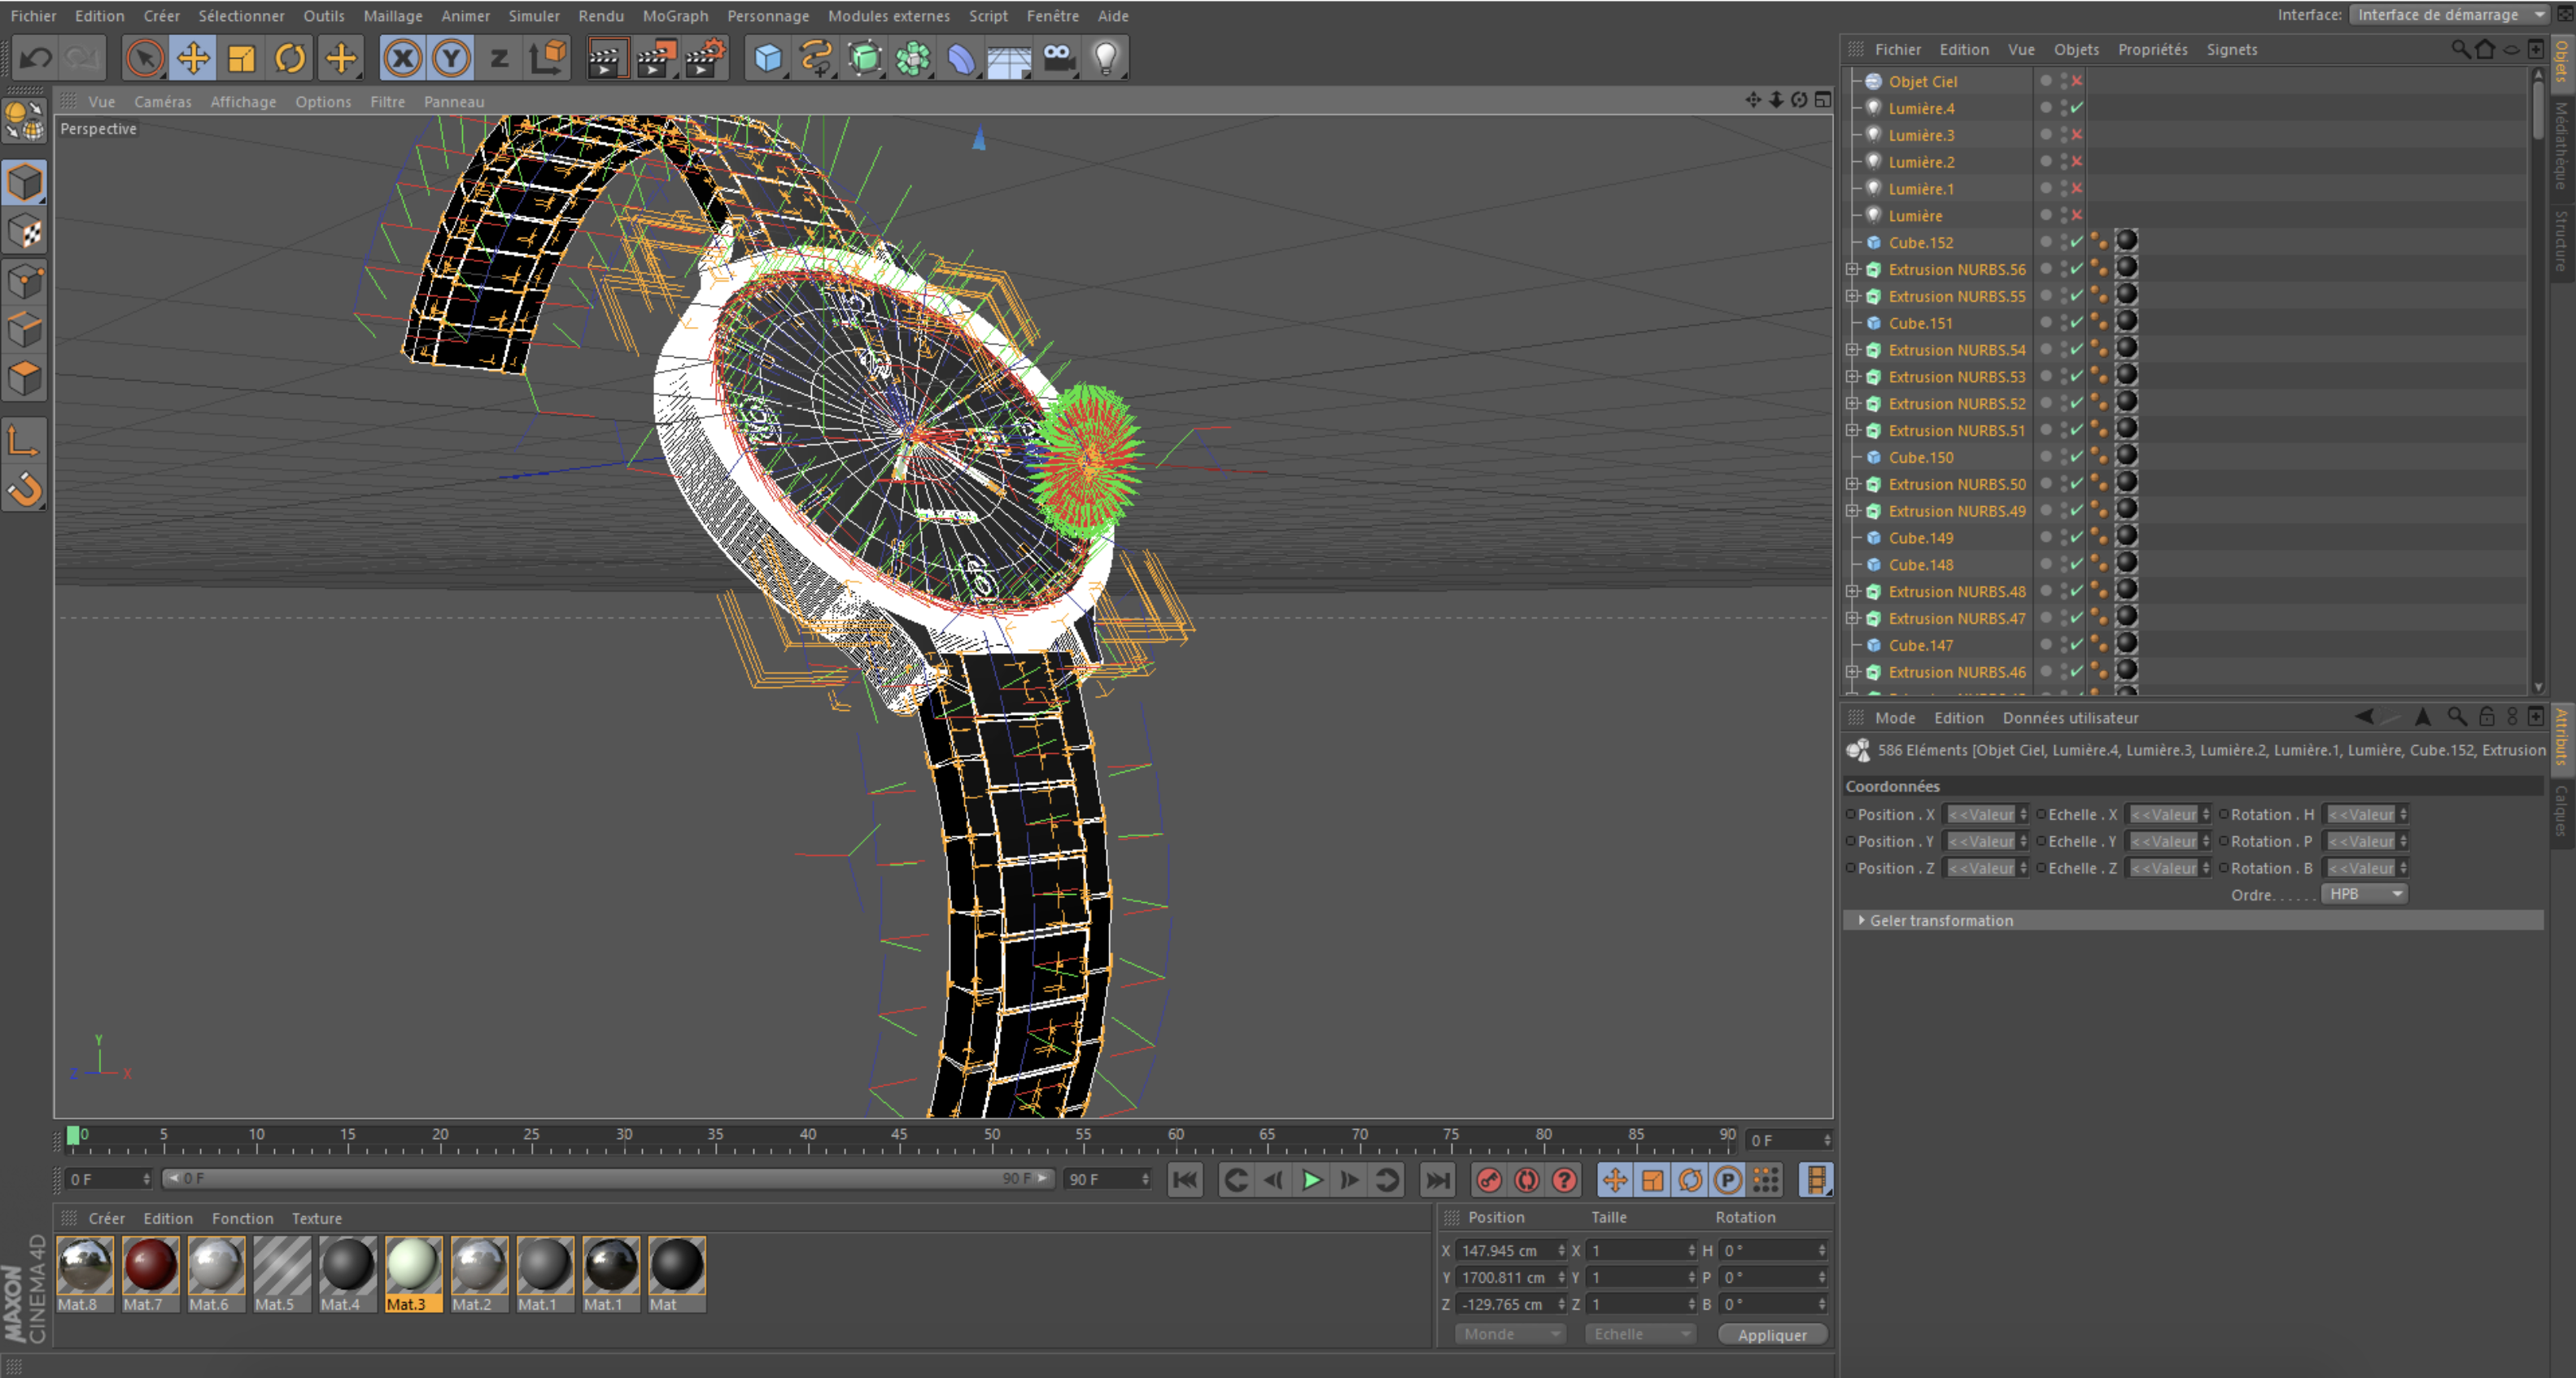 Fichier Edition Créer Sélectionner Outils Maillage Animer Simuler Rendu MoGraph Personnage Modules externes Script Fenêtre Aide
Interface: Interface de démarrage
X Y Z
Vue Caméras Affichage Options Filtre Panneau
Perspective
Y
Z X
Fichier Edition Vue Objets Propriétés Signets
Objet Ciel
Lumière.4
Lumière.3
Lumière.2
Lumière.1
Lumière
Cube.152
Extrusion NURBS.56
Extrusion NURBS.55
Cube.151
Extrusion NURBS.54
Extrusion NURBS.53
Extrusion NURBS.52
Extrusion NURBS.51
Cube.150
Extrusion NURBS.50
Extrusion NURBS.49
Cube.149
Cube.148
Extrusion NURBS.48
Extrusion NURBS.47
Cube.147
Extrusion NURBS.46
Objets
Médiathèque
Structure
Mode Edition Données utilisateur
586 Eléments [Objet Ciel, Lumière.4, Lumière.3, Lumière.2, Lumière.1, Lumière, Cube.152, Extrusion
Coordonnées
Position . X <<Valeur Echelle . X <<Valeur Rotation . H <<Valeur
Position . Y <<Valeur Echelle . Y <<Valeur Rotation . P <<Valeur
Position . Z <<Valeur Echelle . Z <<Valeur Rotation . B <<Valeur
Ordre...... HPB
Geler transformation
Attributs
Calques
0 5 10 15 20 25 30 35 40 45 50 55 60 65 70 75 80 85 90 0 F
0 F 0 F 90 F 90 F ? P
Créer Edition Fonction Texture
Mat.8 Mat.7 Mat.6 Mat.5 Mat.4 Mat.3 Mat.2 Mat.1 Mat.1 Mat
Position Taille Rotation
X 147.945 cm X 1 H 0 °
Y 1700.811 cm Y 1 P 0 °
Z -129.765 cm Z 1 B 0 °
Monde Echelle Appliquer
MAXON
CINEMA 4D